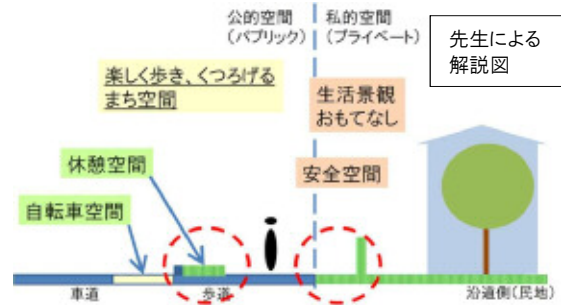 公的空間
(パブリック)
私的空間
(プライベート)
先生による
解説図
楽しく歩き、くつろげる
まち空間
生活景観
おもてなし
休憩空間
安全空間
自転車空間
車道
歩道
沿道側(民地)